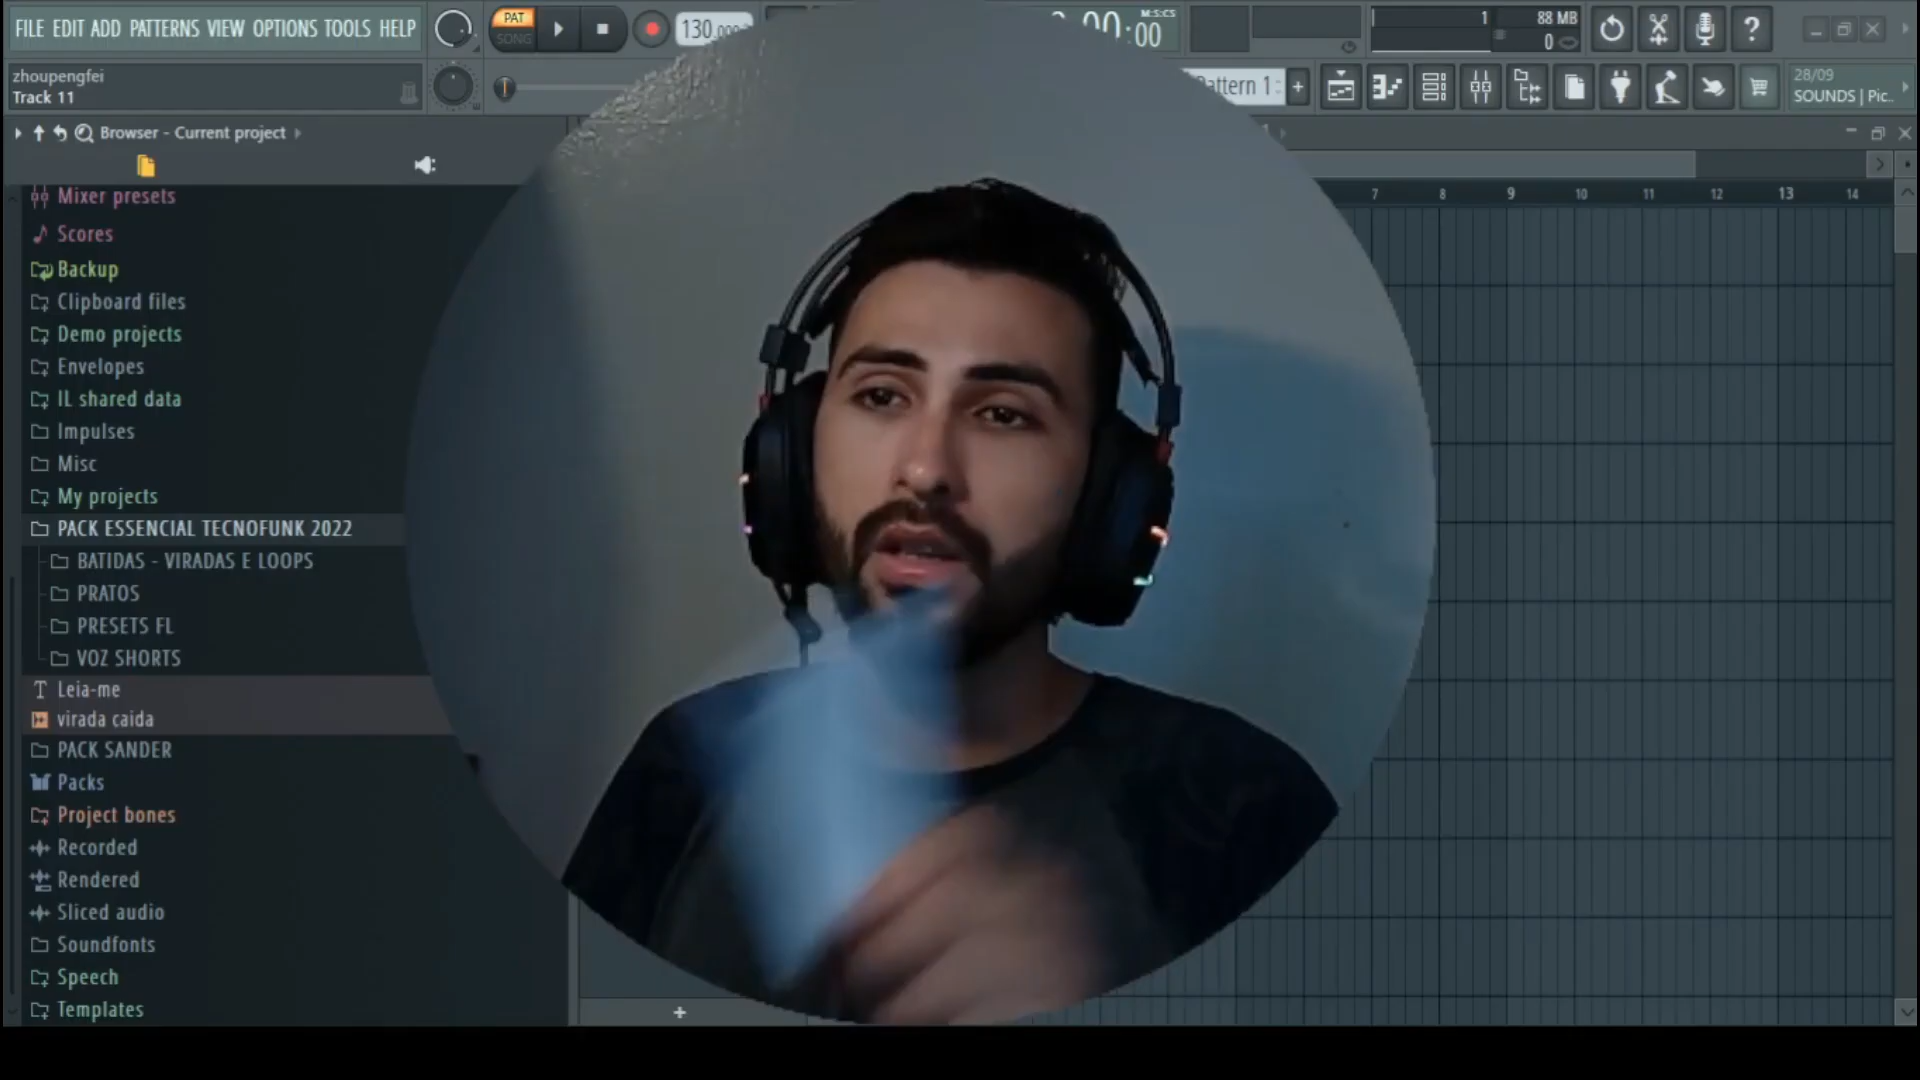 FILE EDIT ADD PATTERNS VIEW OPTIONS TOOLS HELP
PAT
SONG
130
M:S:CS
:00
1
88 MB
0
zhoupengfei
Track 11
Pattern 1
28/09
SOUNDS | Pic..
Browser - Current project
7 8 9 10 11 12 13 14
Mixer presets
Scores
Backup
Clipboard files
Demo projects
Envelopes
IL shared data
Impulses
Misc
My projects
PACK ESSENCIAL TECNOFUNK 2022
BATIDAS - VIRADAS E LOOPS
PRATOS
PRESETS FL
VOZ SHORTS
Leia-me
virada caida
PACK SANDER
Packs
Project bones
Recorded
Rendered
Sliced audio
Soundfonts
Speech
Templates